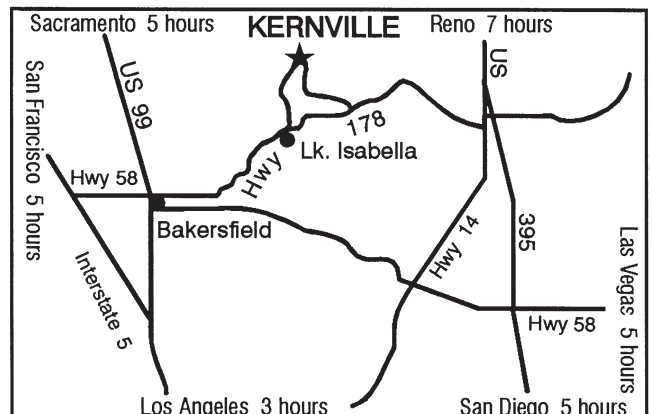 Sacramento 5 hours
KERNVILLE
Reno 7 hours
US 99
US
San Francisco 5 hours
178
Hwy
Lk. Isabella
Hwy 58
Bakersfield
Hwy 14
395
Interstate 5
Las Vegas 5 hours
Hwy 58
Los Angeles 3 hours
San Diego 5 hours